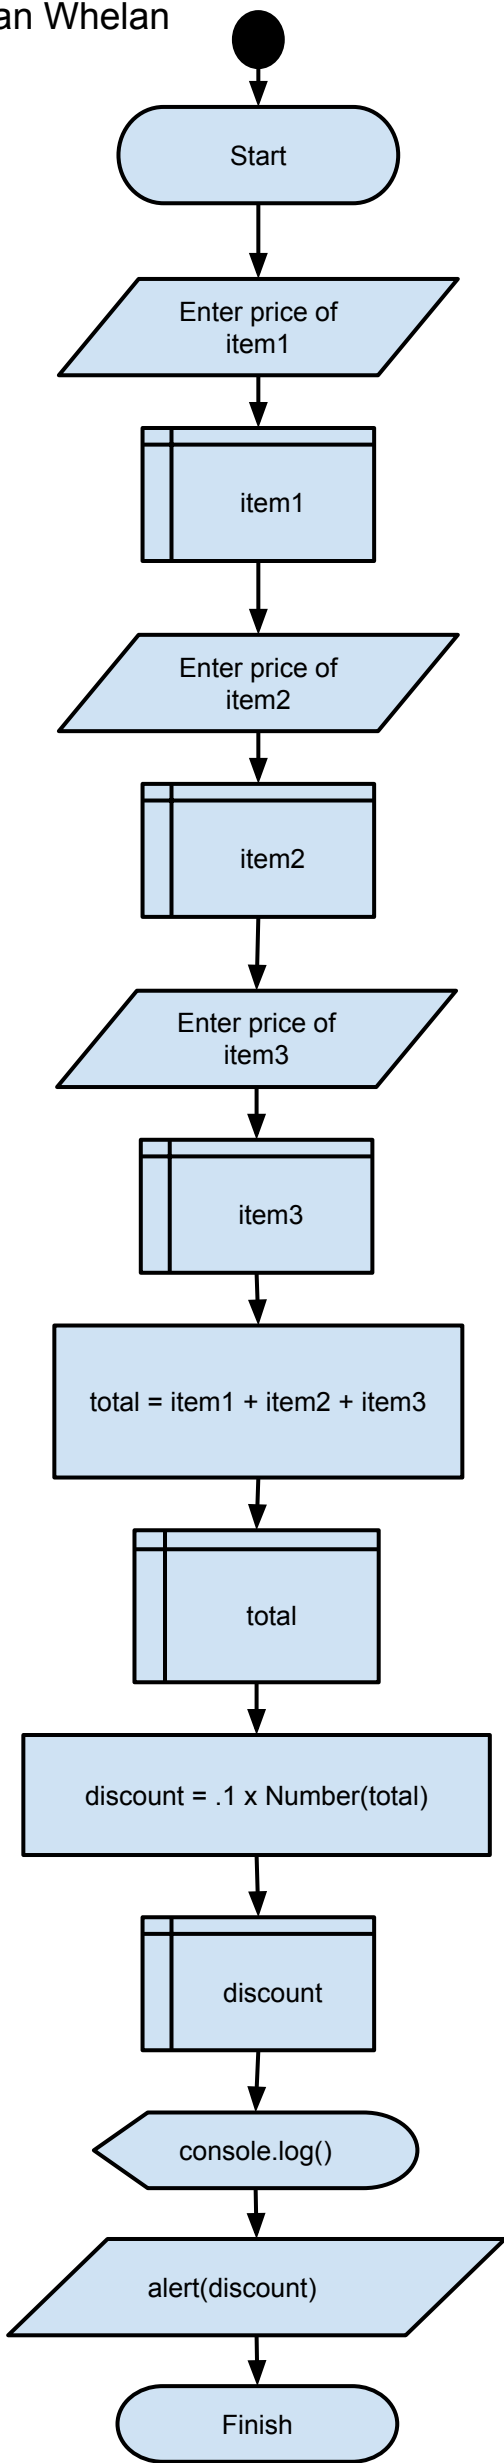 an Whelan
Start
Enter price of
item1
item1
Enter price of
item2
item2
Enter price of
item3
item3
total = item1 + item2 + item3
total
discount = .1 x Number(total)
discount
console.log()
alert(discount)
Finish